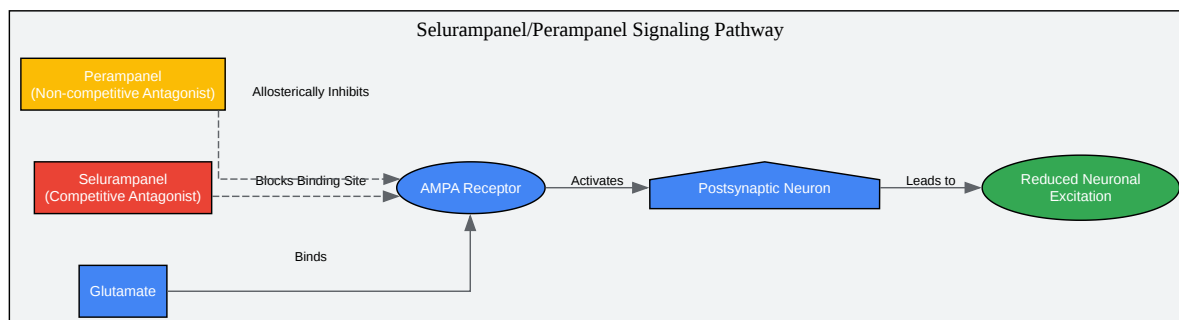 Selurampanel/Perampanel Signaling Pathway
Perampanel
(Non-competitive Antagonist)
Allosterically Inhibits
Selurampanel
(Competitive Antagonist)
Blocks Binding Site
AMPA Receptor
Activates
Postsynaptic Neuron
Leads to
Reduced Neuronal
Excitation
Binds
Glutamate